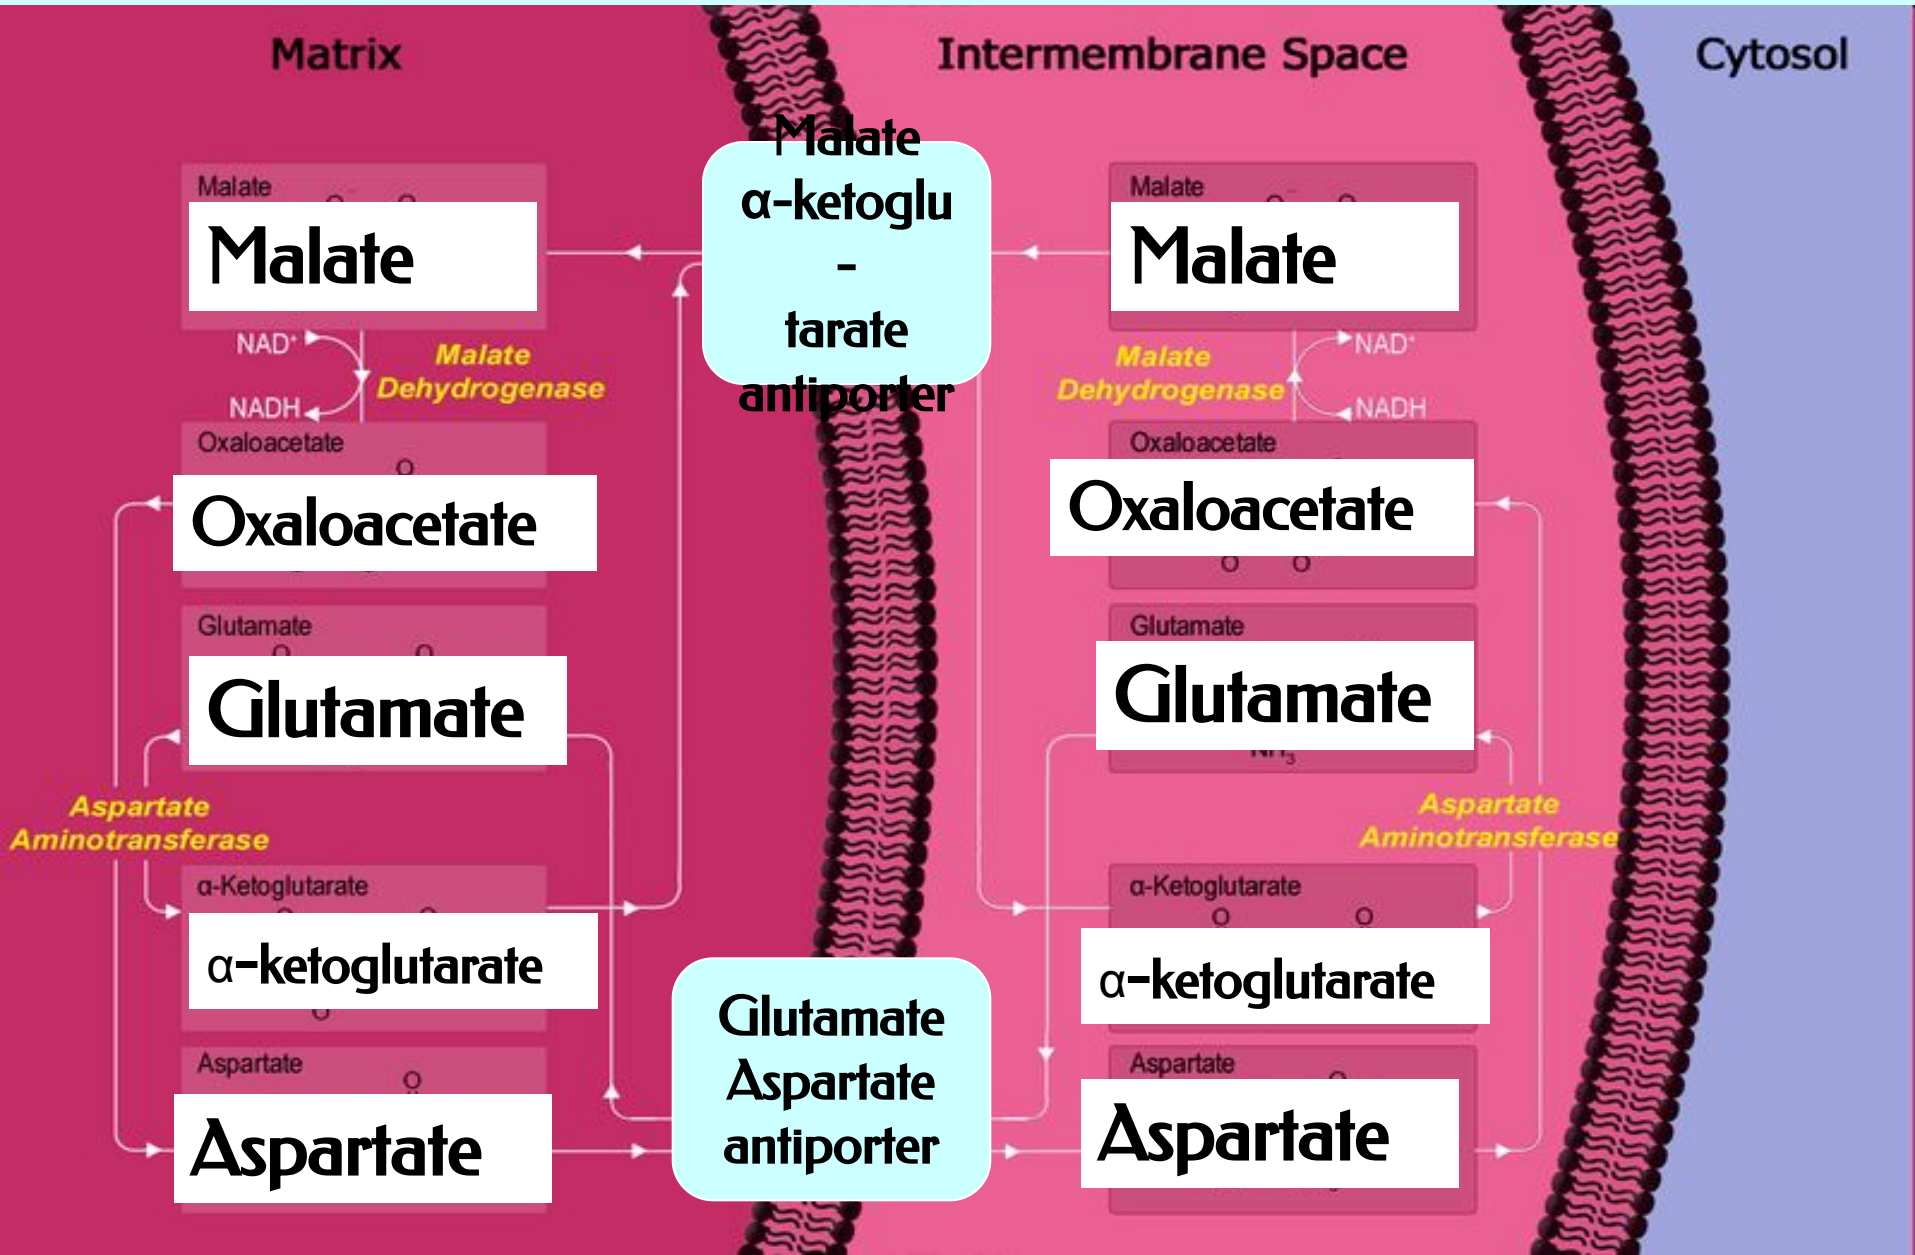 Matrix
Intermembrane Space
Cytosol
Malate
Malate
NAD⁺
NADH
Malate
Dehydrogenase
Oxaloacetate
O
Oxaloacetate
Glutamate
Glutamate
Aspartate
Aminotransferase
α-Ketoglutarate
α-ketoglutarate
Aspartate
O
Aspartate
Malate
α-ketoglu
-
tarate
antiporter
Glutamate
Aspartate
antiporter
Malate
Malate
Malate
Dehydrogenase
NAD⁺
NADH
Oxaloacetate
Oxaloacetate
O O
Glutamate
Glutamate
NH₃
Aspartate
Aminotransferase
α-Ketoglutarate
O O
α-ketoglutarate
Aspartate
Aspartate